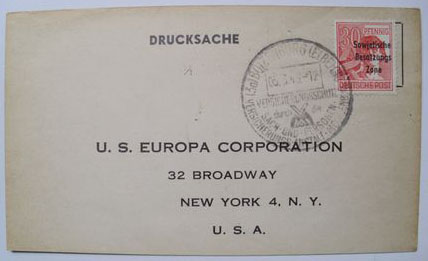 DRUCKSACHE
30 PFENNIG
Sowjetische
Besatzungs
Zone
DEUTSCHE POST
U. S. EUROPA CORPORATION
32 BROADWAY
NEW YORK 4, N. Y.
U. S. A.